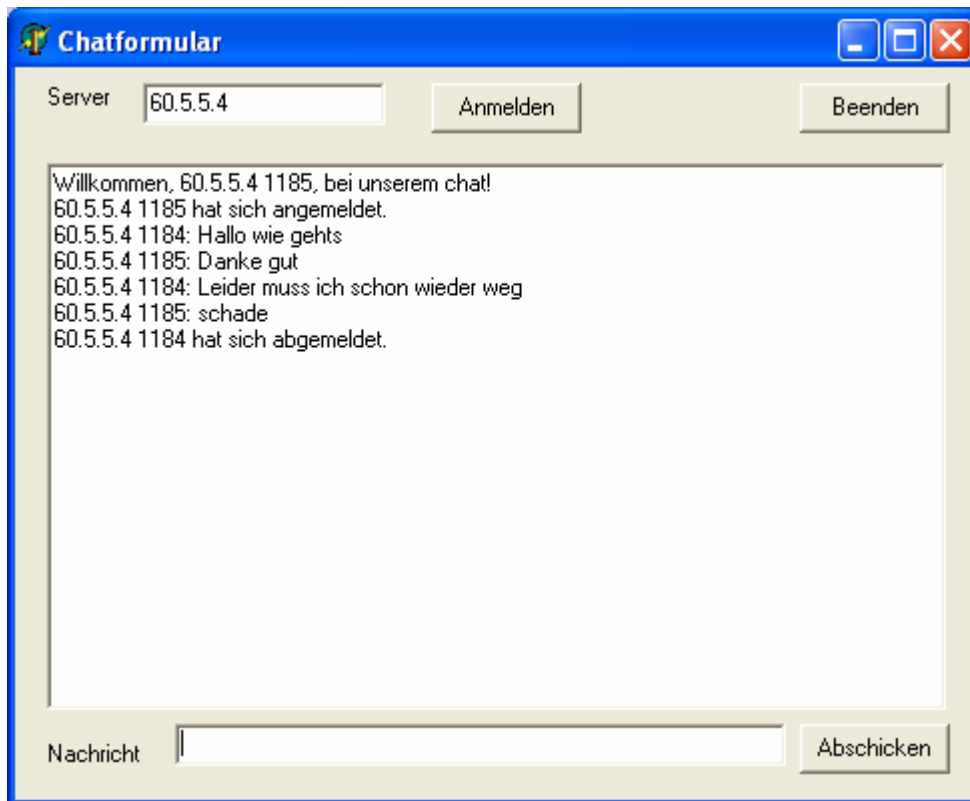 Chatformular
Server 60.5.5.4 Anmelden Beenden
Willkommen, 60.5.5.4 1185, bei unserem chat!
60.5.5.4 1185 hat sich angemeldet.
60.5.5.4 1184: Hallo wie gehts
60.5.5.4 1185: Danke gut
60.5.5.4 1184: Leider muss ich schon wieder weg
60.5.5.4 1185: schade
60.5.5.4 1184 hat sich abgemeldet.
Nachricht Abschicken